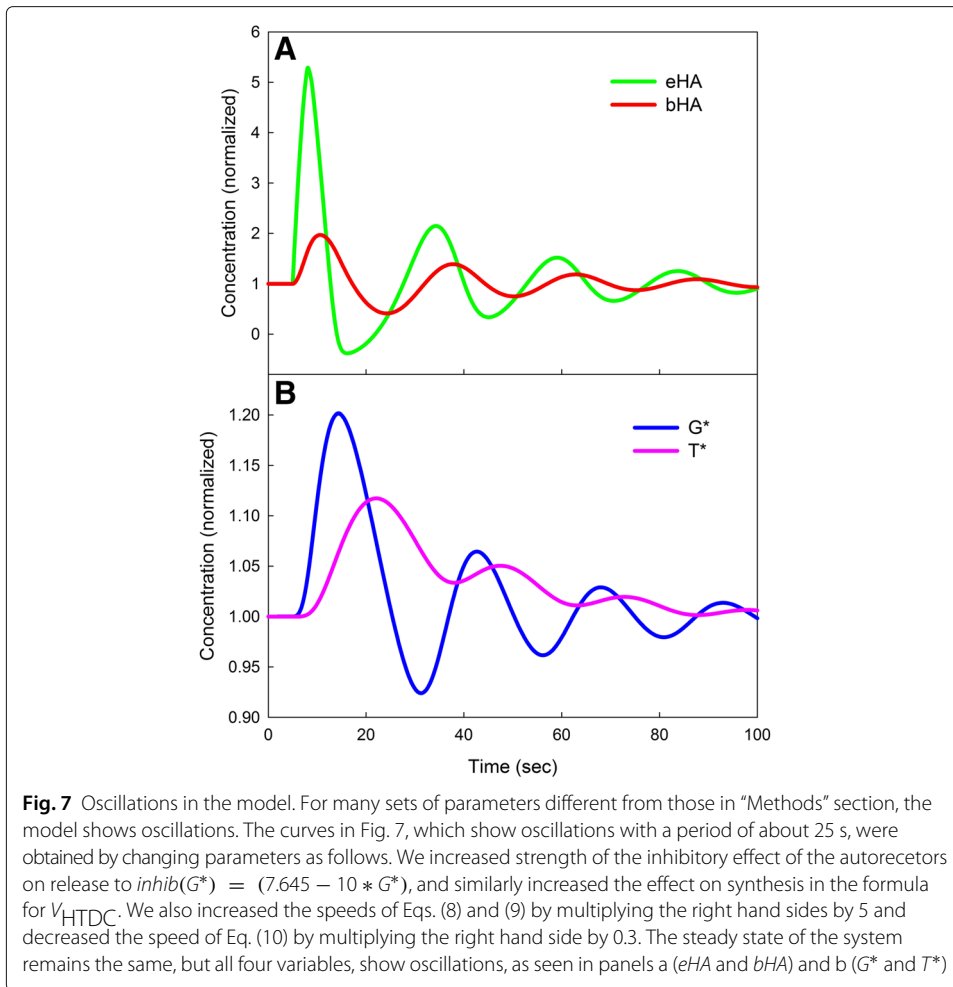 A
6
5
4
3
2
1
0
Concentration (normalized)
eHA
bHA
B
1.20
1.15
1.10
1.05
1.00
0.95
0.90
Concentration (normalized)
G*
T*
0 20 40 60 80 100
Time (sec)
Fig. 7 Oscillations in the model. For many sets of parameters different from those in “Methods” section, the
model shows oscillations. The curves in Fig. 7, which show oscillations with a period of about 25 s, were
obtained by changing parameters as follows. We increased strength of the inhibitory effect of the autorecetors
on release to inhib(G*) = (7.645 − 10 * G*), and similarly increased the effect on synthesis in the formula
for VHTDC. We also increased the speeds of Eqs. (8) and (9) by multiplying the right hand sides by 5 and
decreased the speed of Eq. (10) by multiplying the right hand side by 0.3. The steady state of the system
remains the same, but all four variables, show oscillations, as seen in panels a (eHA and bHA) and b (G* and T*)